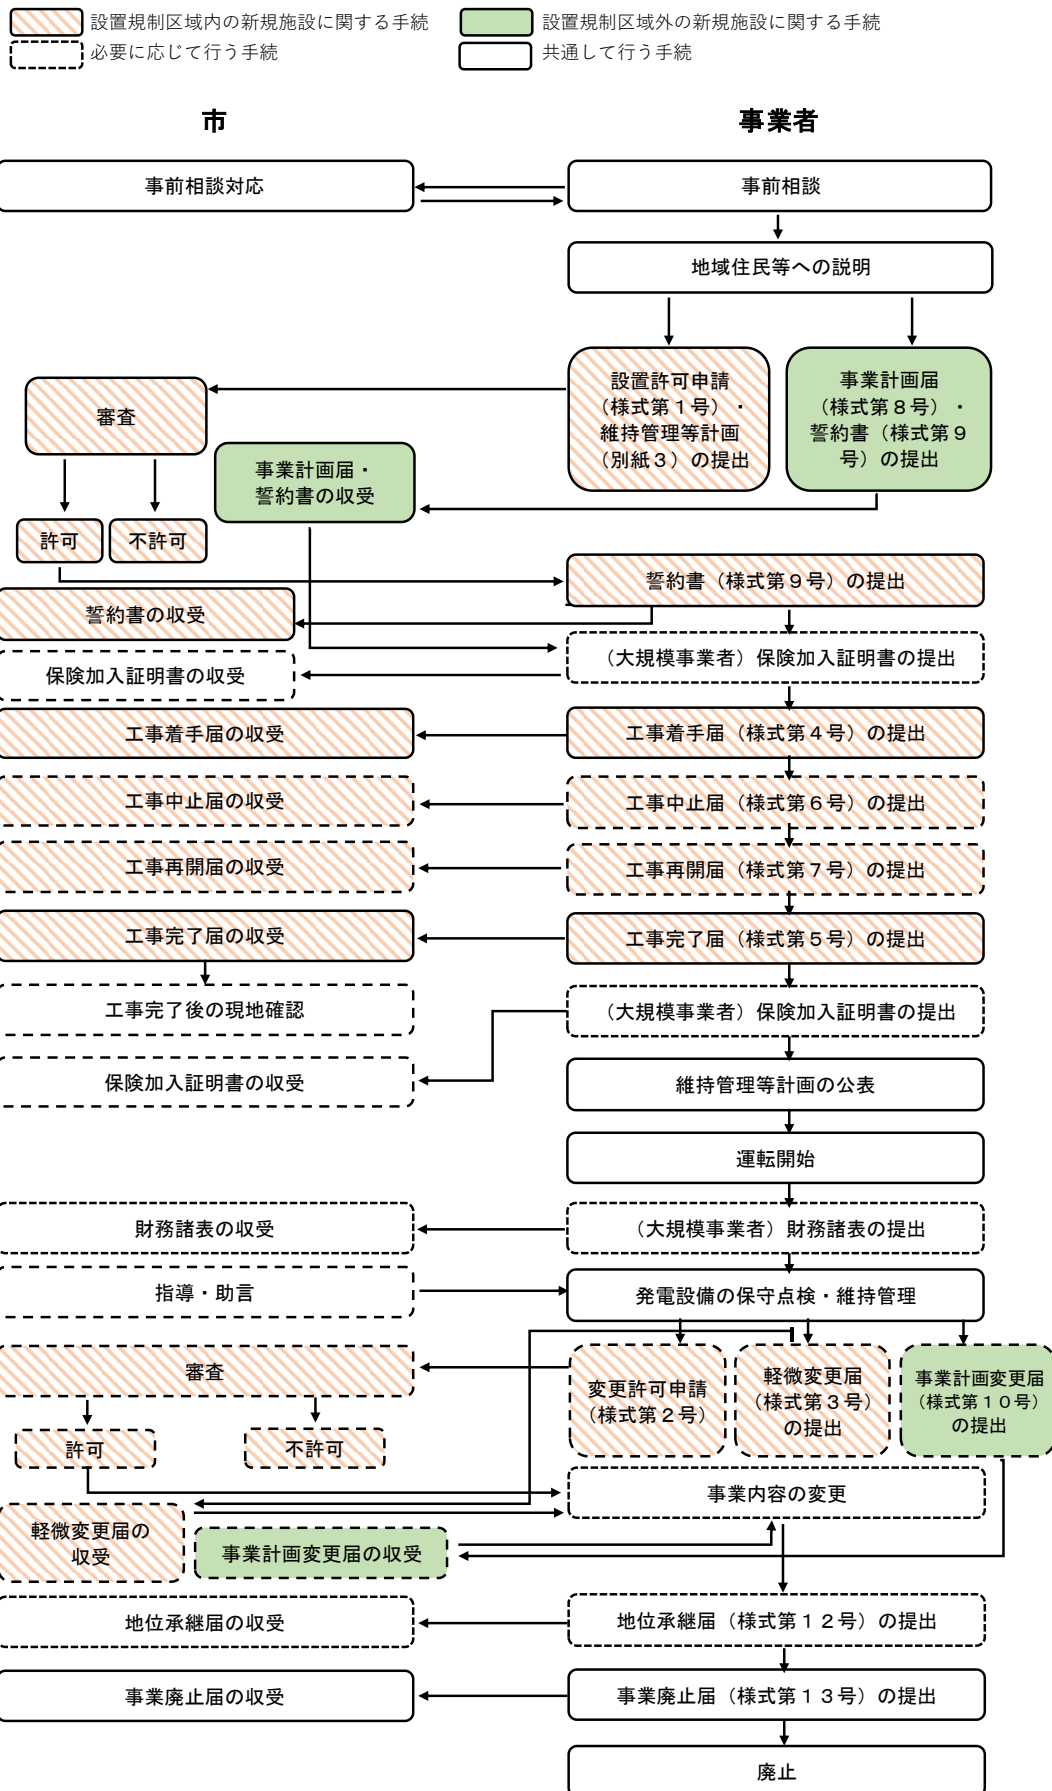 設置規制区域内の新規施設に関する手続
設置規制区域外の新規施設に関する手続
必要に応じて行う手続
共通して行う手続
市
事業者
事前相談対応
事前相談
地域住民等への説明
設置許可申請
（様式第１号）・
維持管理等計画
（別紙３）の提出
事業計画届
（様式第８号）・
誓約書（様式第９
号）の提出
審査
事業計画届・
誓約書の収受
許可
不許可
誓約書（様式第９号）の提出
誓約書の収受
（大規模事業者）保険加入証明書の提出
保険加入証明書の収受
工事着手届の収受
工事着手届（様式第４号）の提出
工事中止届の収受
工事中止届（様式第６号）の提出
工事再開届の収受
工事再開届（様式第７号）の提出
工事完了届の収受
工事完了届（様式第５号）の提出
工事完了後の現地確認
（大規模事業者）保険加入証明書の提出
保険加入証明書の収受
維持管理等計画の公表
運転開始
財務諸表の収受
（大規模事業者）財務諸表の提出
指導・助言
発電設備の保守点検・維持管理
審査
変更許可申請
（様式第２号）
軽微変更届
（様式第３号）
の提出
事業計画変更届
（様式第１０号）
の提出
許可
不許可
事業内容の変更
軽微変更届の
収受
事業計画変更届の収受
地位承継届の収受
地位承継届（様式第１２号）の提出
事業廃止届の収受
事業廃止届（様式第１３号）の提出
廃止